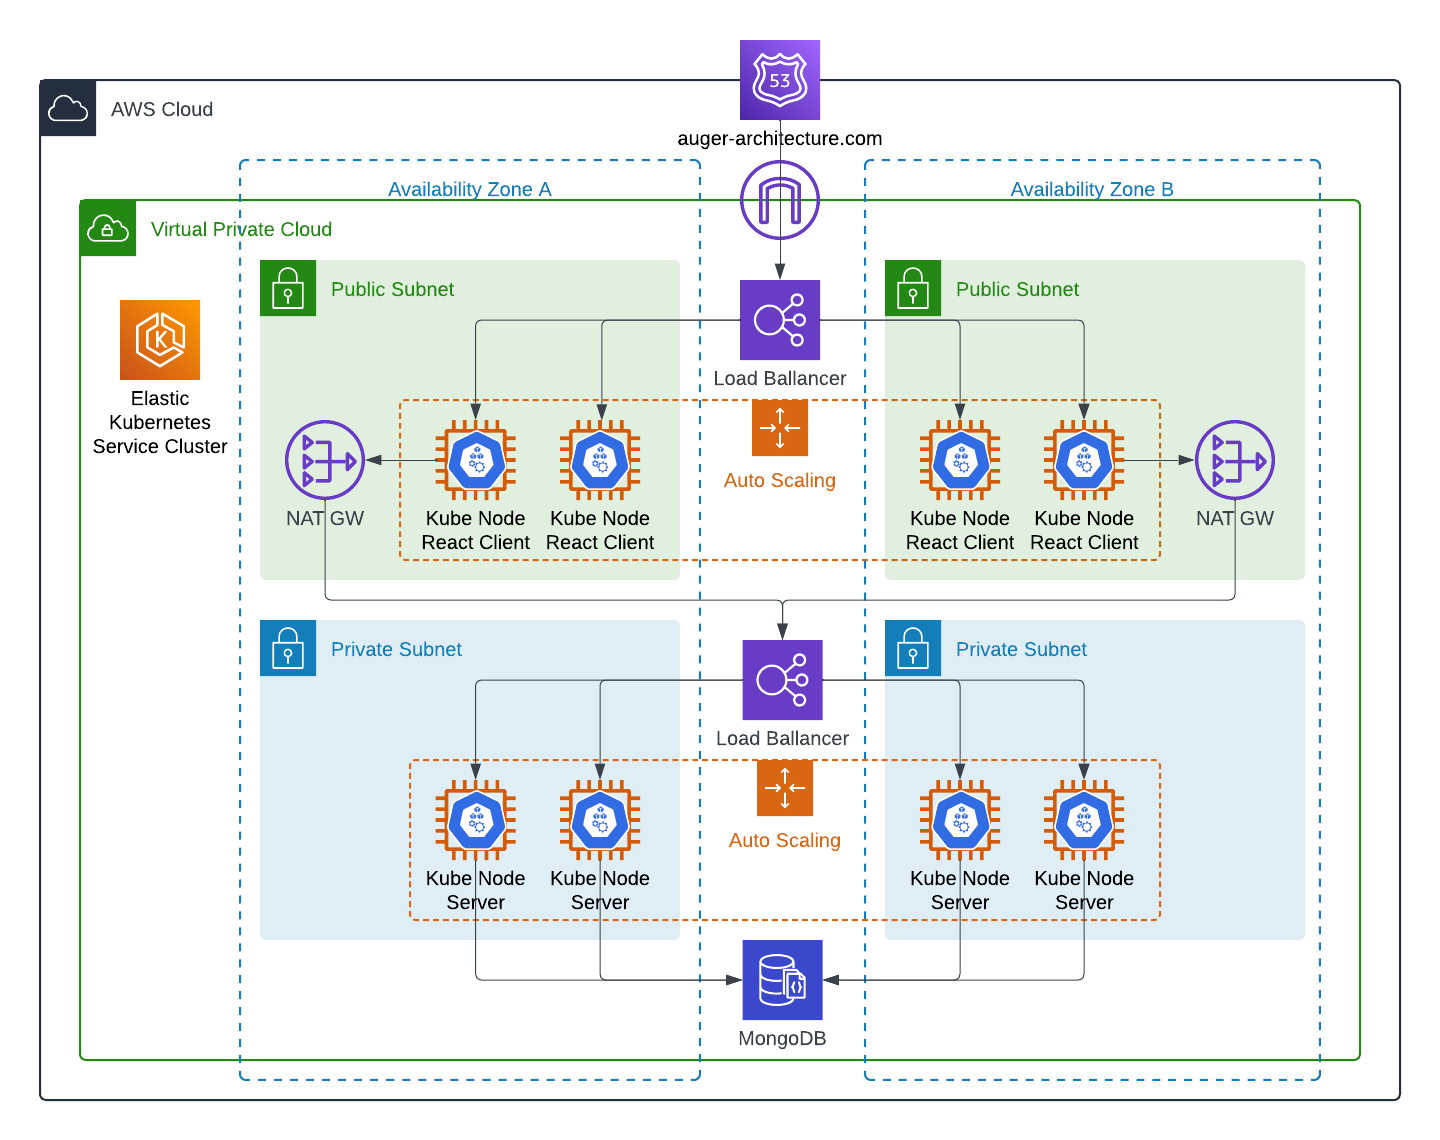 53
AWS Cloud
auger-architecture.com
Availability Zone A
Availability Zone B
Virtual Private Cloud
Public Subnet
Public Subnet
K
Elastic
Kubernetes
Service Cluster
Load Ballancer
Auto Scaling
NAT GW
Kube Node
React Client
Kube Node
React Client
Kube Node
React Client
Kube Node
React Client
NAT GW
Private Subnet
Private Subnet
Load Ballancer
Auto Scaling
Kube Node
Server
Kube Node
Server
Kube Node
Server
Kube Node
Server
MongoDB